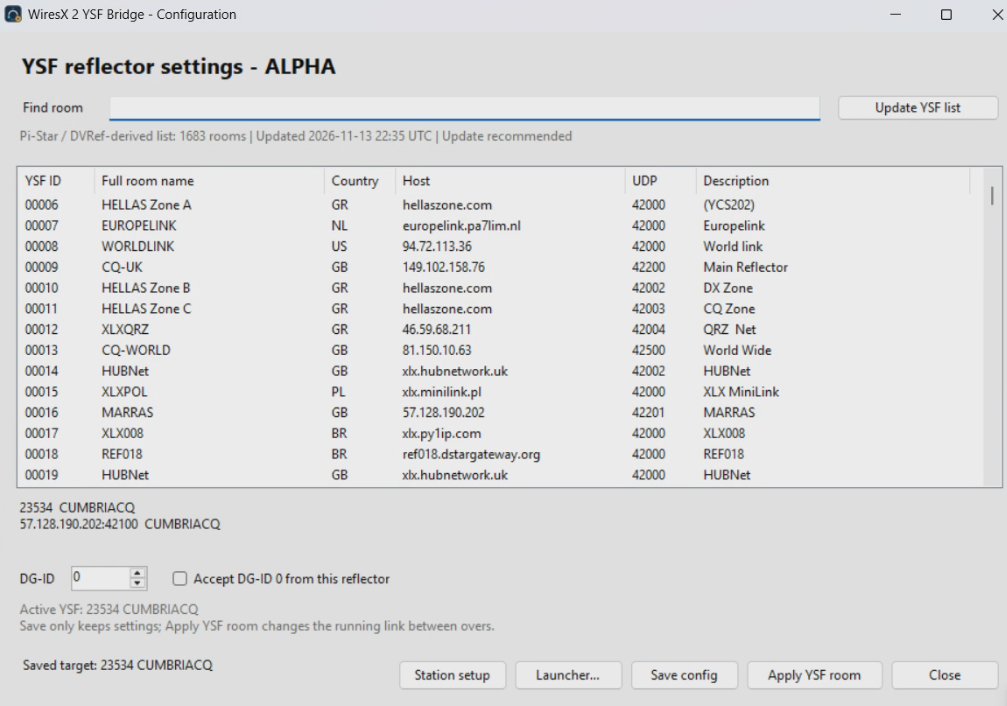 WiresX 2 YSF Bridge - Configuration
YSF reflector settings - ALPHA
Find room
Update YSF list
Pi-Star / DVRef-derived list: 1683 rooms | Updated 2026-11-13 22:35 UTC | Update recommended
YSF ID Full room name Country Host UDP Description
00006 HELLAS Zone A GR hellaszone.com 42000 (YCS202)
00007 EUROPELINK NL europelink.pa7lim.nl 42000 Europelink
00008 WORLDLINK US 94.72.113.36 42000 World link
00009 CQ-UK GB 149.102.158.76 42200 Main Reflector
00010 HELLAS Zone B GR hellaszone.com 42002 DX Zone
00011 HELLAS Zone C GR hellaszone.com 42003 CQ Zone
00012 XLXQRZ GR 46.59.68.211 42004 QRZ  Net
00013 CQ-WORLD GB 81.150.10.63 42500 World Wide
00014 HUBNet GB xlx.hubnetwork.uk 42002 HUBNet
00015 XLXPOL PL xlx.minilink.pl 42000 XLX MiniLink
00016 MARRAS GB 57.128.190.202 42201 MARRAS
00017 XLX008 BR xlx.py1ip.com 42000 XLX008
00018 REF018 BR ref018.dstargateway.org 42000 REF018
00019 HUBNet GB xlx.hubnetwork.uk 42000 HUBNet
23534  CUMBRIACQ
57.128.190.202:42100  CUMBRIACQ
DG-ID 0 Accept DG-ID 0 from this reflector
Active YSF: 23534 CUMBRIACQ
Save only keeps settings; Apply YSF room changes the running link between overs.
Saved target: 23534 CUMBRIACQ
Station setup Launcher... Save config Apply YSF room Close